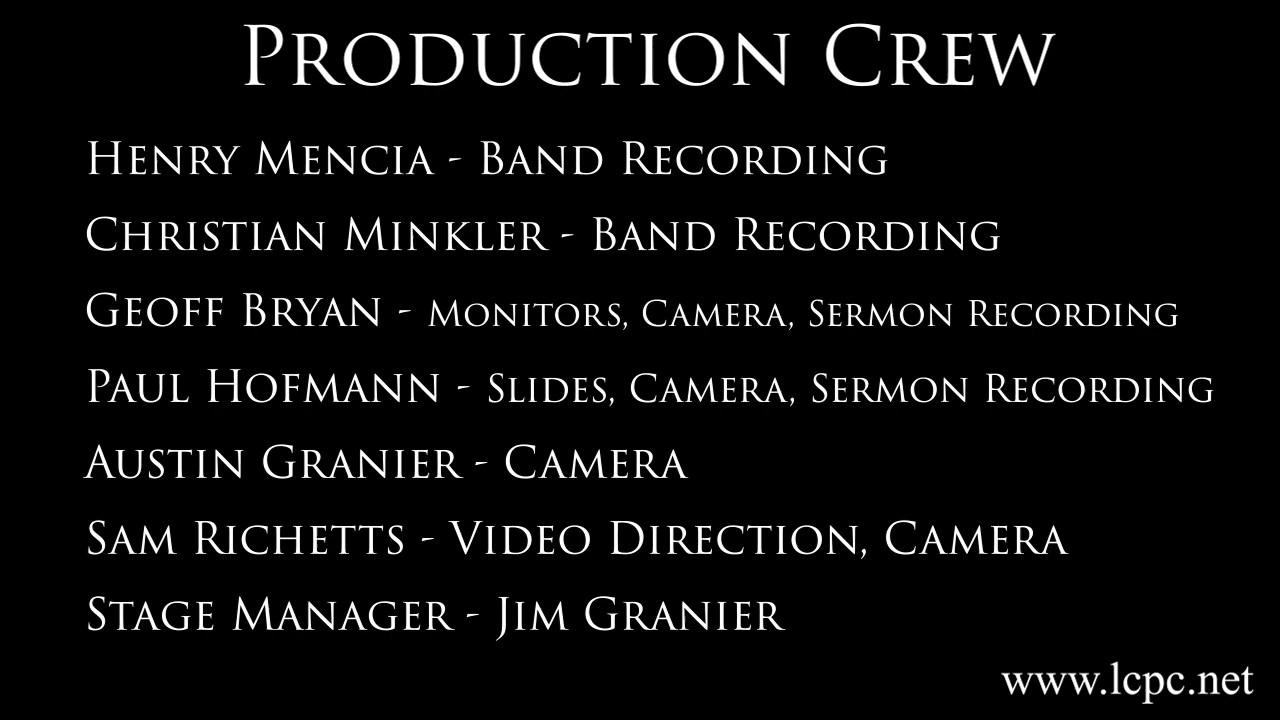 Production Crew
Henry Mencia - Band Recording
Christian Minkler - Band Recording
Geoff Bryan - Monitors, Camera, Sermon Recording
Paul Hofmann - Slides, Camera, Sermon Recording
Austin Granier - Camera
Sam Richetts - Video Direction, Camera
Stage Manager - Jim Granier
www.lcpc.net